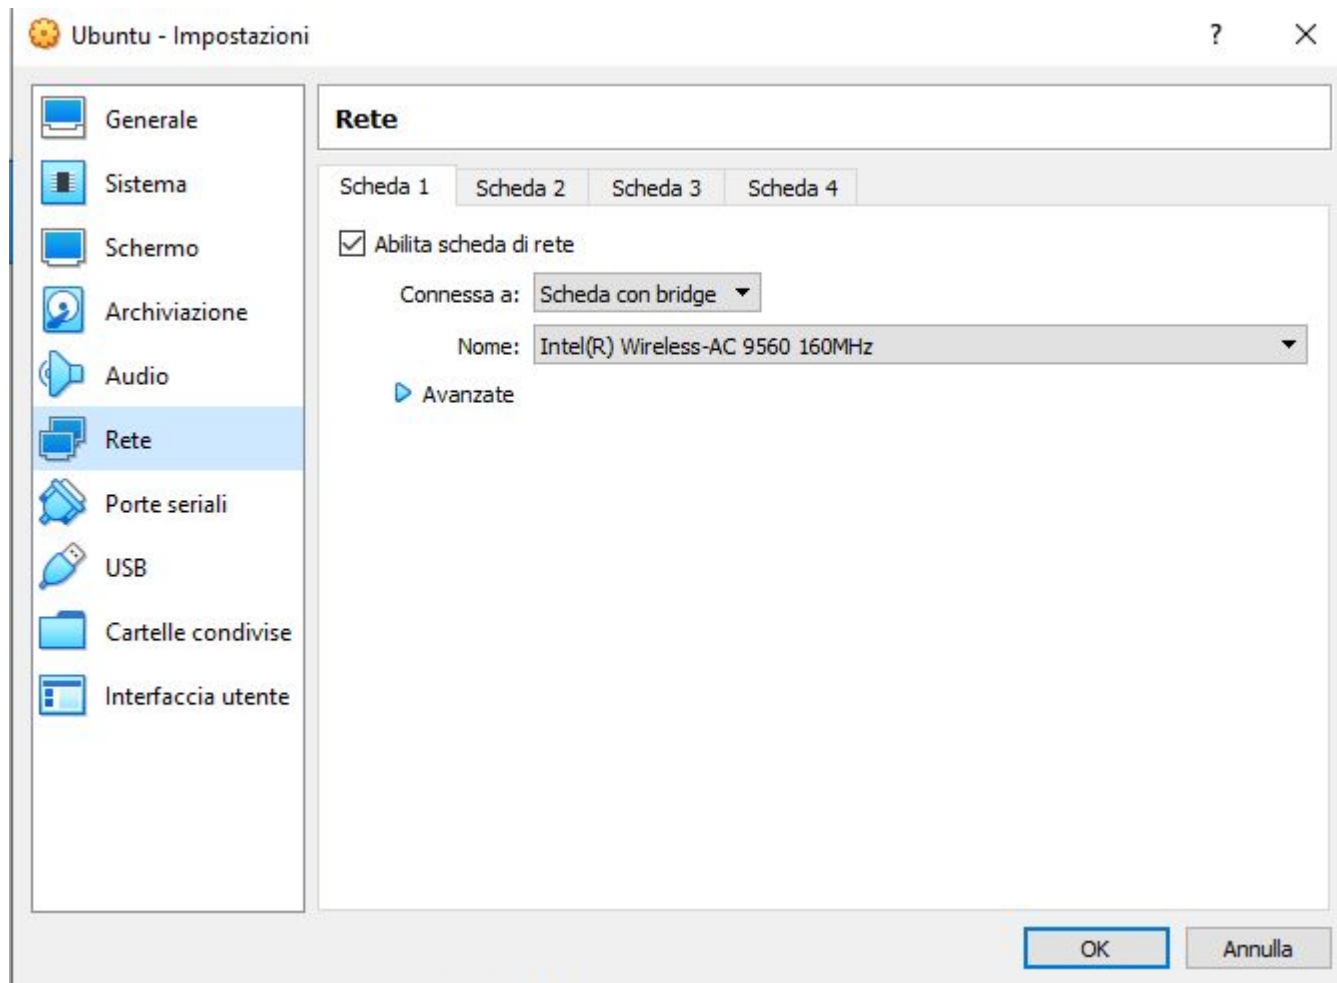 Ubuntu - Impostazioni ?
Generale
Sistema
Schermo
Archiviazione
Audio
Rete
Porte seriali
USB
Cartelle condivise
Interfaccia utente
Rete
Scheda 1 Scheda 2 Scheda 3 Scheda 4
Abilita scheda di rete
Connessa a: Scheda con bridge
Nome: Intel(R) Wireless-AC 9560 160MHz
Avanzate
OK Annulla